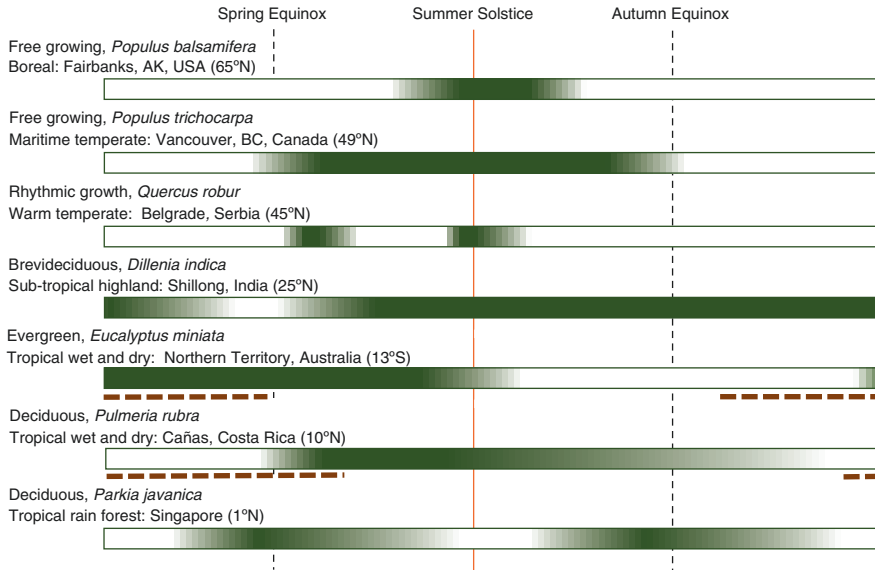 Spring Equinox Summer Solstice Autumn Equinox
Free growing, Populus balsamifera
Boreal: Fairbanks, AK, USA (65ºN)
Free growing, Populus trichocarpa
Maritime temperate: Vancouver, BC, Canada (49ºN)
Rhythmic growth, Quercus robur
Warm temperate: Belgrade, Serbia (45ºN)
Brevideciduous, Dillenia indica
Sub-tropical highland: Shillong, India (25ºN)
Evergreen, Eucalyptus miniata
Tropical wet and dry: Northern Territory, Australia (13ºS)
Deciduous, Pulmeria rubra
Tropical wet and dry: Cañas, Costa Rica (10ºN)
Deciduous, Parkia javanica
Tropical rain forest: Singapore (1ºN)